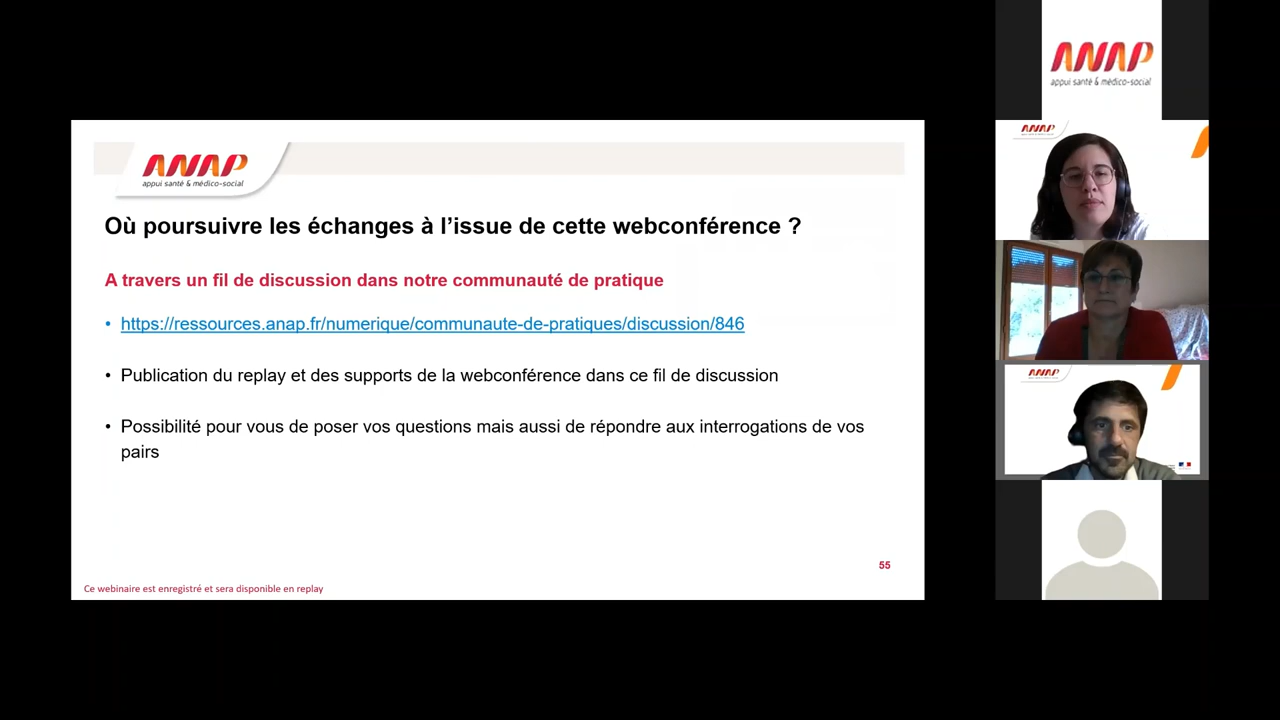 ANAP
appui santé & médico-social
Où poursuivre les échanges à l’issue de cette webconférence ?
A travers un fil de discussion dans notre communauté de pratique
• https://ressources.anap.fr/numerique/communaute-de-pratiques/discussion/846
• Publication du replay et des supports de la webconférence dans ce fil de discussion
• Possibilité pour vous de poser vos questions mais aussi de répondre aux interrogations de vos
pairs
55
Ce webinaire est enregistré et sera disponible en replay
ANAP
appui santé & médico-social
ANAP
ANAP